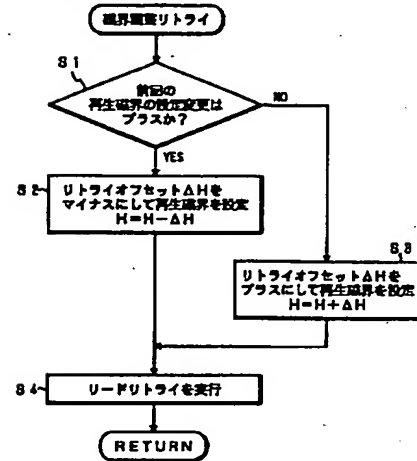 磁界調整リトライ
S1
前回の
再生磁界の設定変更は
プラスか?
NO
YES
S2
リトライオフセットΔHを
マイナスにして再生磁界を設定
H=H-ΔH
S3
リトライオフセットΔHを
プラスにして再生磁界を設定
H=H+ΔH
S4
リードリトライを実行
RETURN